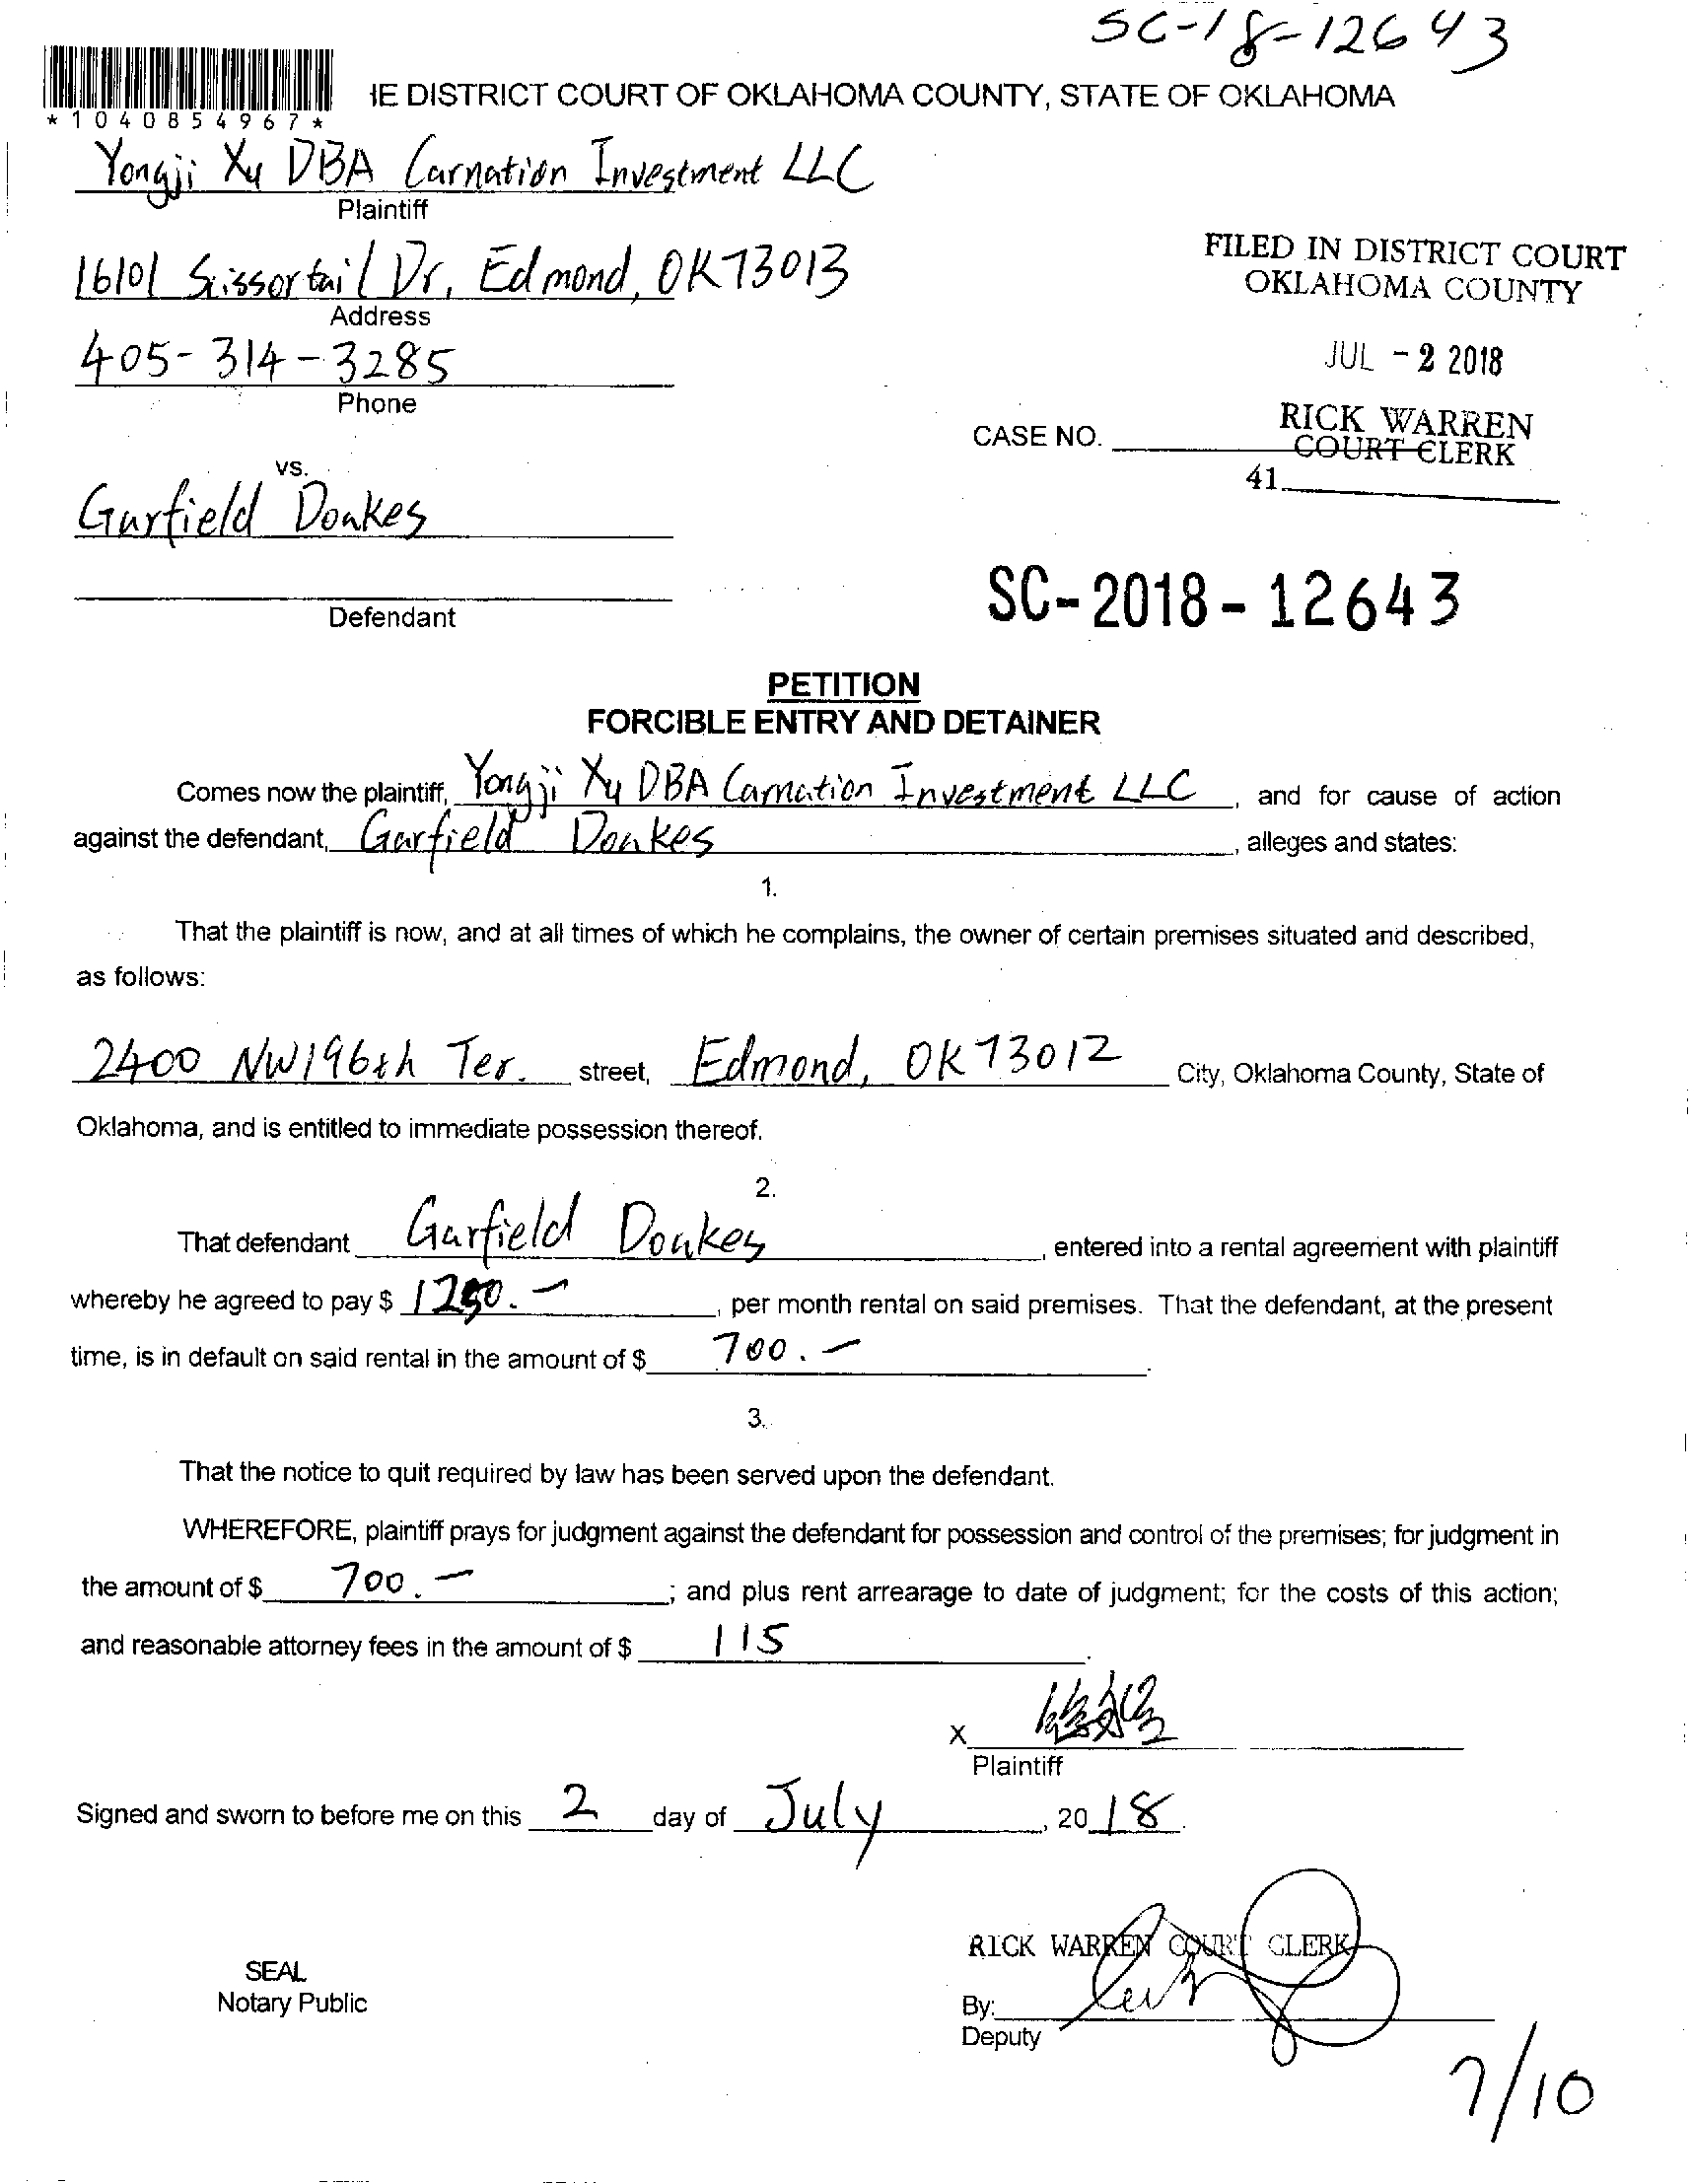 SC-18-12643
*1040854967*
IE DISTRICT COURT OF OKLAHOMA COUNTY, STATE OF OKLAHOMA
Yongji Xu DBA Carnation Investment LLC
Plaintiff
16101 Scissortail Dr, Edmond, OK 73013
Address
FILED IN DISTRICT COURT
OKLAHOMA COUNTY
405-314-3285
Phone
JUL - 2 2018
RICK WARREN
COURT CLERK
CASE NO.
41
vs.
Garfield Doakes
Defendant
SC-2018-12643
PETITION
FORCIBLE ENTRY AND DETAINER
Comes now the plaintiff, Yongji Xu DBA Carnation Investment LLC, and for cause of action
against the defendant, Garfield Doakes, alleges and states:
1.
That the plaintiff is now, and at all times of which he complains, the owner of certain premises situated and described,
as follows:
2400 NW196th Ter. street, Edmond, OK 73012 City, Oklahoma County, State of
Oklahoma, and is entitled to immediate possession thereof.
2.
That defendant Garfield Doakes, entered into a rental agreement with plaintiff
whereby he agreed to pay $ .-, per month rental on said premises. That the defendant, at the present
time, is in default on said rental in the amount of $ 700.-.
3.
That the notice to quit required by law has been served upon the defendant.
WHEREFORE, plaintiff prays for judgment against the defendant for possession and control of the premises; for judgment in
the amount of $ 700.-; and plus rent arrearage to date of judgment; for the costs of this action;
and reasonable attorney fees in the amount of $ 115.
X
Plaintiff
Signed and sworn to before me on this 2 day of July, 2018.
RICK WARREN COURT CLERK
SEAL
Notary Public
By:
Deputy
7/10